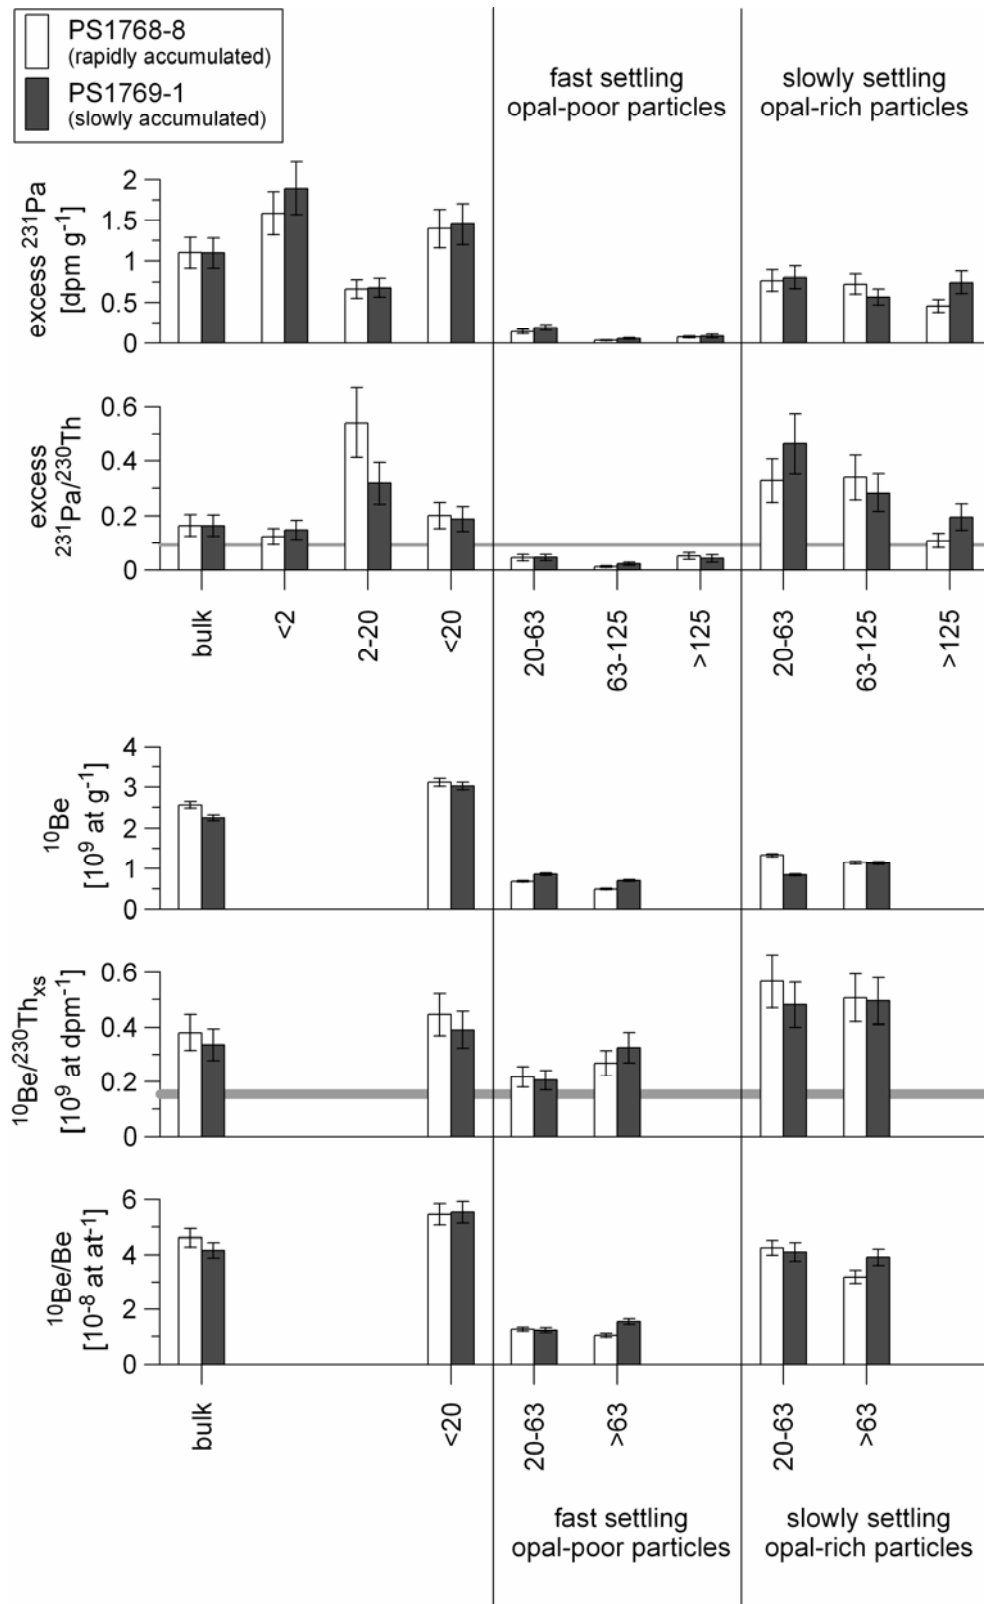 PS1768-8
(rapidly accumulated)
PS1769-1
(slowly accumulated)
fast settling
opal-poor particles
slowly settling
opal-rich particles
excess ²³¹Pa
[dpm g⁻¹]
2
1.5
1
0.5
0
excess
²³¹Pa/²³⁰Th
0.6
0.4
0.2
0
bulk
<2
2-20
<20
20-63
63-125
>125
20-63
63-125
>125
¹⁰Be
[10⁹ at g⁻¹]
4
3
2
1
0
¹⁰Be/²³⁰Thₓₛ
[10⁹ at dpm⁻¹]
0.6
0.4
0.2
0
¹⁰Be/Be
[10⁻⁸ at at⁻¹]
6
4
2
0
bulk
<20
20-63
>63
20-63
>63
fast settling
opal-poor particles
slowly settling
opal-rich particles